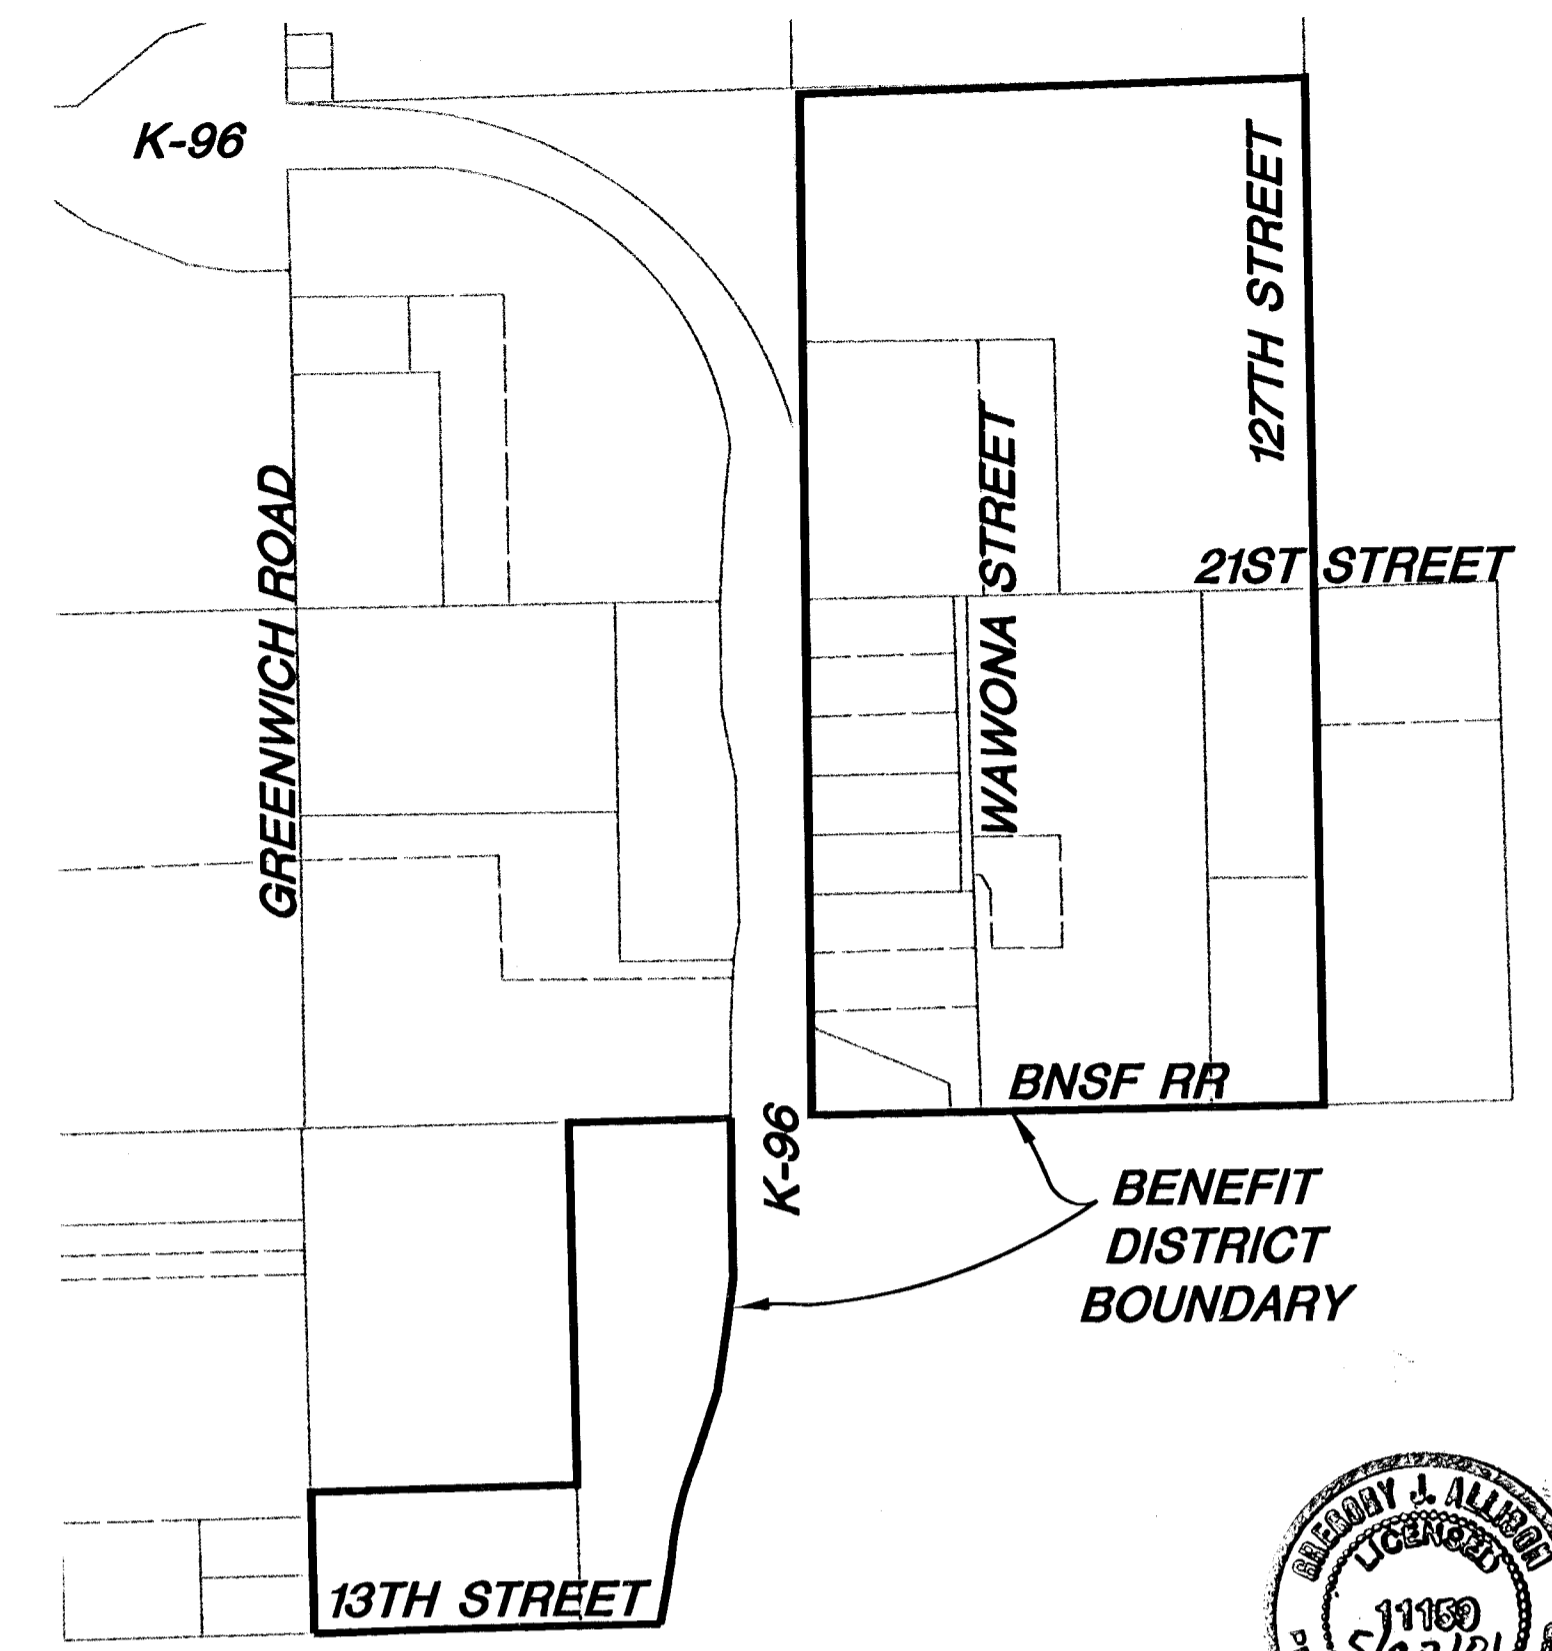 K-96
127TH STREET
GREENWICH ROAD
WAWONA STREET
21ST STREET
BNSF RR
K-96
BENEFIT
DISTRICT
BOUNDARY
13TH STREET
GREGORY J. ALLISON
LICENSED
11159